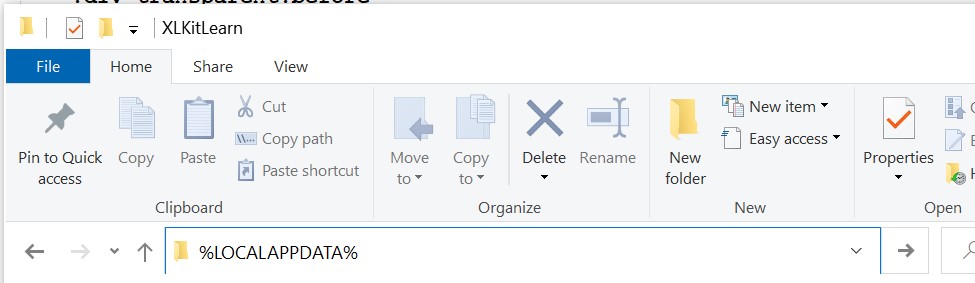 XLKitLearn
File Home Share View
Pin to Quick access
Copy
Paste
Cut
Copy path
Paste shortcut
Clipboard
Move to
Copy to
Delete
Rename
Organize
New folder
New item
Easy access
New
Properties
Open
%LOCALAPPDATA%